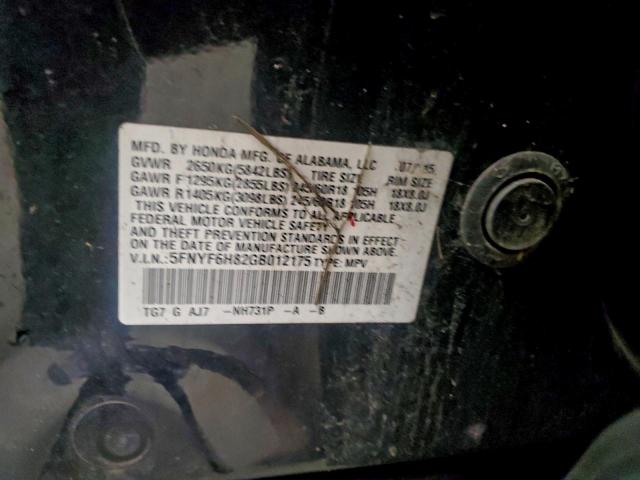 MFD. BY HONDA MFG. OF ALABAMA, LLC 07/15
GVWR 2650KG(5842LBS) TIRE SIZE RIM SIZE
GAWR F1295KG(2855LBS) 245/60R18 105H 18X8.0J
GAWR R1405KG(3098LBS) 245/60R18 105H 18X8.0J
THIS VEHICLE CONFORMS TO ALL APPLICABLE
FEDERAL MOTOR VEHICLE SAFETY
AND THEFT PREVENTION STANDARDS IN EFFECT
ON THE DATE OF MANUFACTURE SHOWN ABOVE.
V.I.N.: 5FNYF6H82GB012175 TYPE: MPV
TG7 G AJ7 -NH731P -A -B